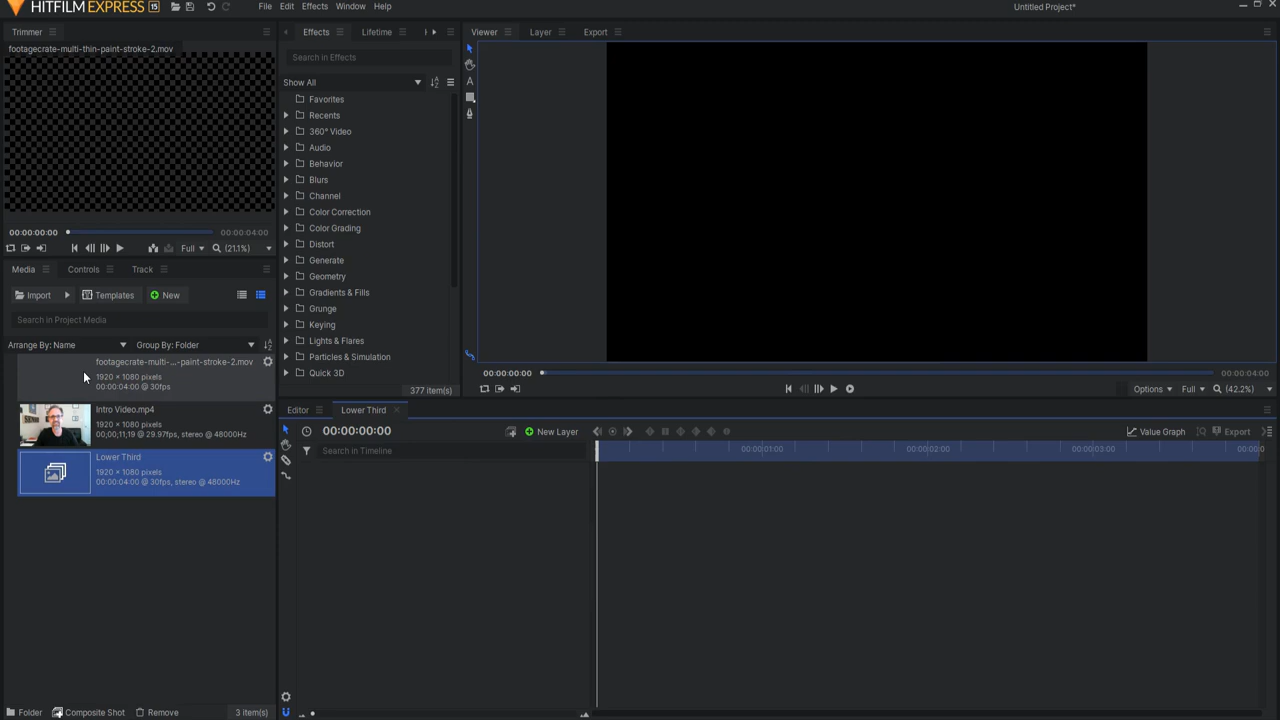 HITFILM EXPRESS 15
File Edit Effects Window Help
Untitled Project*
Trimmer
footagecrate-multi-thin-paint-stroke-2.mov
00:00:00:00
00:00:04:00
Full (21.1%)
Media Controls Track
Import Templates New
Search in Project Media
Arrange By: Name Group By: Folder
footagecrate-multi-...-paint-stroke-2.mov
1920 × 1080 pixels
00:00:04:00 @ 30fps
Intro Video.mp4
1920 × 1080 pixels
00;00;11;19 @ 29.97fps, stereo @ 48000Hz
Lower Third
1920 × 1080 pixels
00:00:04:00 @ 30fps, stereo @ 48000Hz
Folder Composite Shot Remove 3 item(s)
Effects Lifetime
Search in Effects
Show All
Favorites
Recents
360° Video
Audio
Behavior
Blurs
Channel
Color Correction
Color Grading
Distort
Generate
Geometry
Gradients & Fills
Grunge
Keying
Lights & Flares
Particles & Simulation
Quick 3D
377 item(s)
Viewer Layer Export
A
00:00:00:00
00:00:04:00
Options Full (42.2%)
Editor Lower Third
00:00:00:00 New Layer Value Graph Export
Search in Timeline
00:00:01:00 00:00:02:00 00:00:03:00 00:00:0